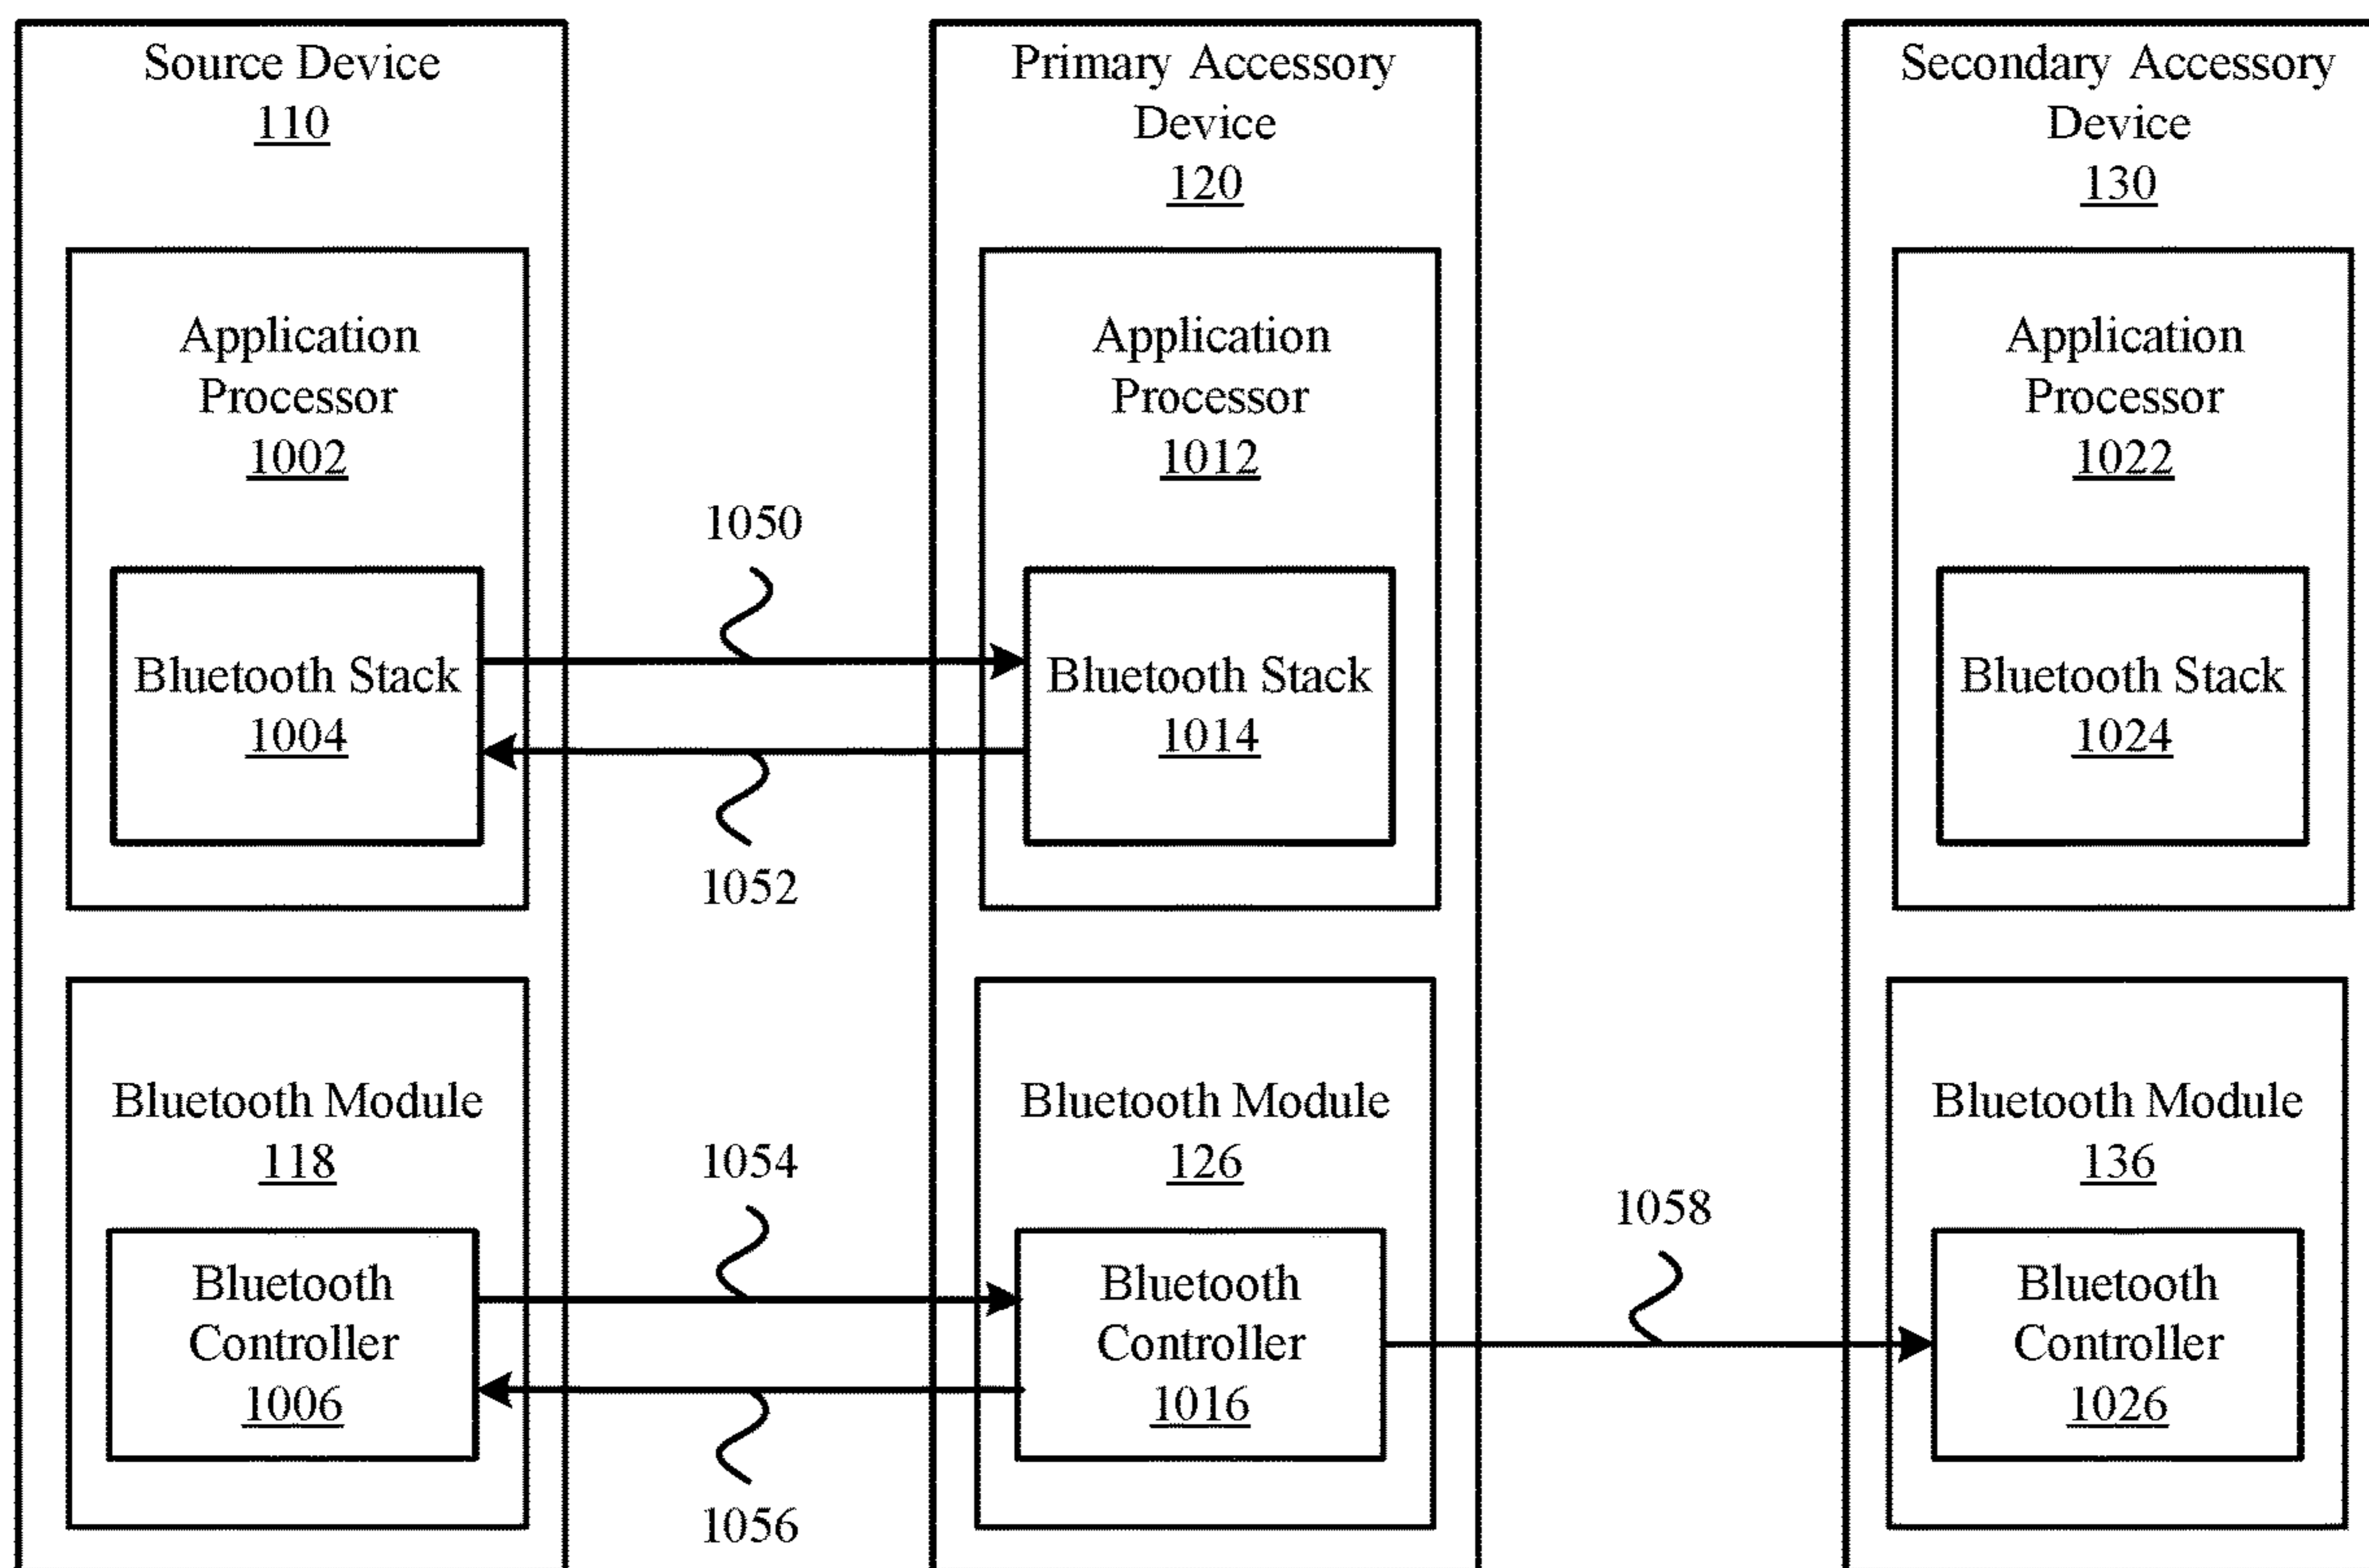 Source Device
110
Application
Processor
1002
Bluetooth Stack
1004
Bluetooth Module
118
Bluetooth
Controller
1006
1050
1052
1054
1056
Primary Accessory
Device
120
Application
Processor
1012
Bluetooth Stack
1014
Bluetooth Module
126
Bluetooth
Controller
1016
1058
Secondary Accessory
Device
130
Application
Processor
1022
Bluetooth Stack
1024
Bluetooth Module
136
Bluetooth
Controller
1026